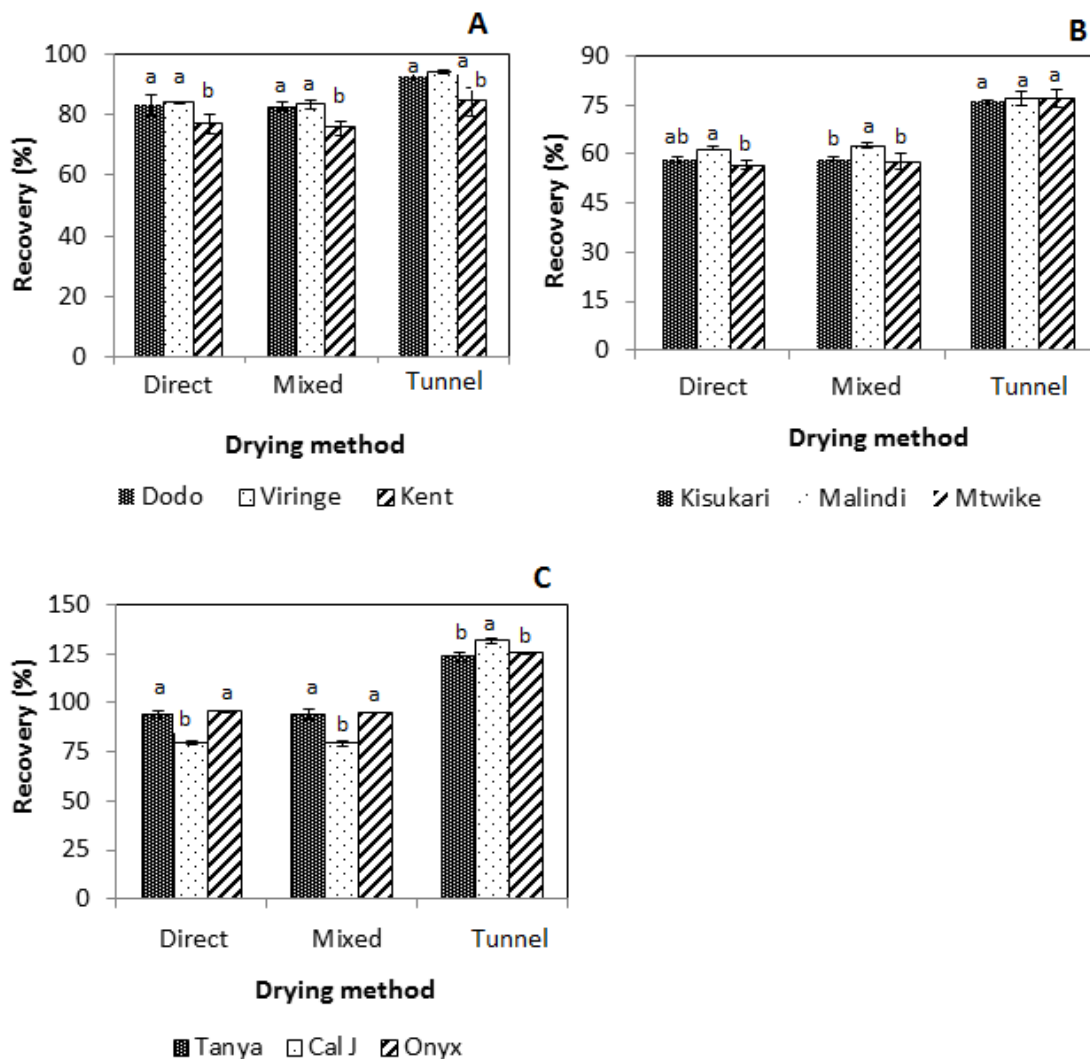 A
Recovery (%)
100
80
60
40
20
0
a a b a a b a a b
Direct Mixed Tunnel
Drying method
Dodo Viringe Kent
B
Recovery (%)
90
75
60
45
30
15
0
ab a b b a b a a a
Direct Mixed Tunnel
Drying method
Kisukari Malindi Mtwike
C
Recovery (%)
150
125
100
75
50
25
0
a b a a b a b a b
Direct Mixed Tunnel
Drying method
Tanya Cal J Onyx